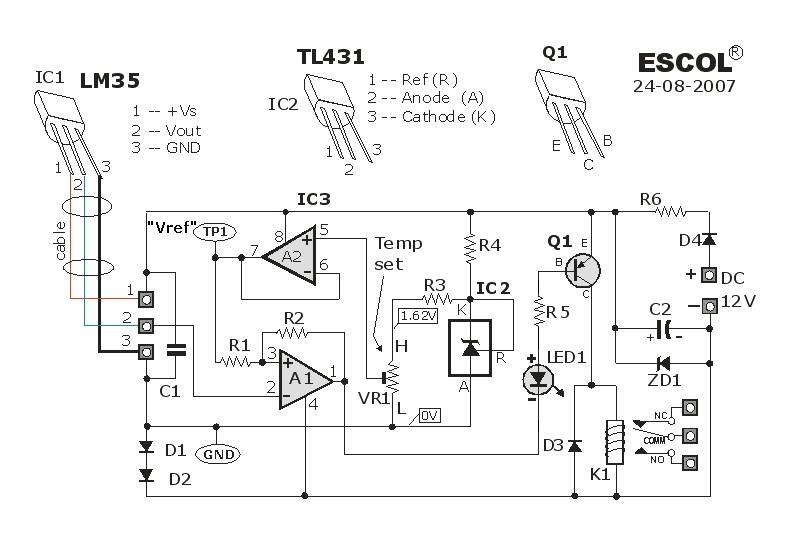 IC1 LM35
1 -- +Vs
2 -- Vout
3 -- GND
1
2
3
cable
TL431
IC2
1 -- Ref (R)
2 -- Anode (A)
3 -- Cathode (K)
1
2
3
Q1
E
C
B
ESCOL®
24-08-2007
IC3
"Vref"
TP1
7
8
A2
5
+
6
-
Temp
set
R4
R3
IC2
1.62V
K
R
A
H
L
VR1
0V
R1
R2
3
+
A1
1
2
-
4
1
2
3
C1
D1
D2
GND
Q1
B
E
C
R5
+
LED1
-
R6
D4
+
DC
-
12V
C2
+ -
ZD1
D3
K1
NC
COMM
NO